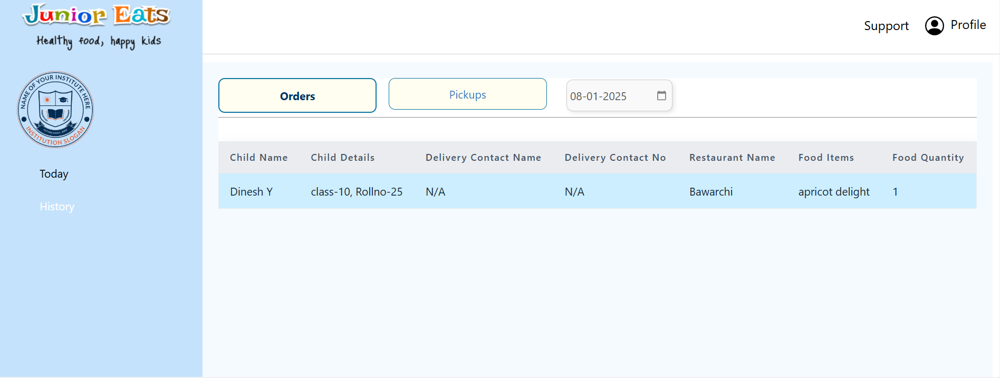 Junior Eats
Healthy food, happy kids
Support
Profile
NAME OF YOUR INSTITUTE HERE
INSTITUTION SLOGAN
Today
History
Orders
Pickups
08-01-2025
Child Name Child Details Delivery Contact Name Delivery Contact No Restaurant Name Food Items Food Quantity
Dinesh Y class-10, Rollno-25 N/A N/A Bawarchi apricot delight 1